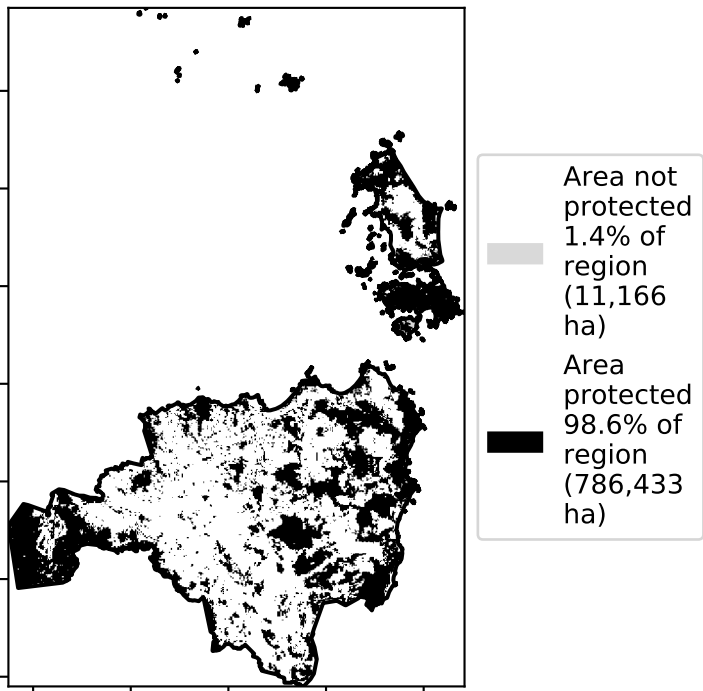 Area not
protected
1.4% of
region
(11,166
ha)
Area
protected
98.6% of
region
(786,433
ha)